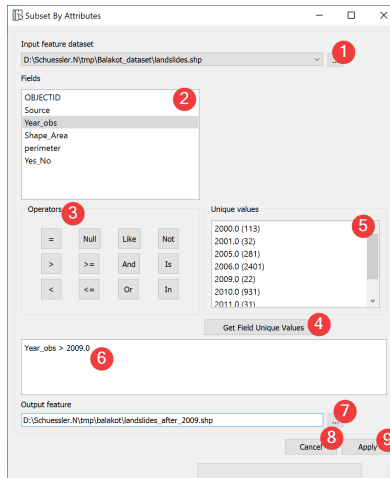 Subset By Attributes
Input feature dataset
D:\Schuessler.N\tmp\Balakot_dataset\landslides.shp
...
1
Fields
OBJECTID
Source
Year_obs
Shape_Area
perimeter
Yes_No
2
Operators
3
= Null Like Not
> >= And Is
< <= Or In
Unique values
5
2000.0 (113)
2001.0 (32)
2005.0 (281)
2006.0 (2401)
2009.0 (22)
2010.0 (931)
2011.0 (31)
Get Field Unique Values
4
Year_obs > 2009.0
6
Output feature
7
D:\Schuessler.N\tmp\balakot\landslides_after_2009.shp
...
8
9
Cancel Apply